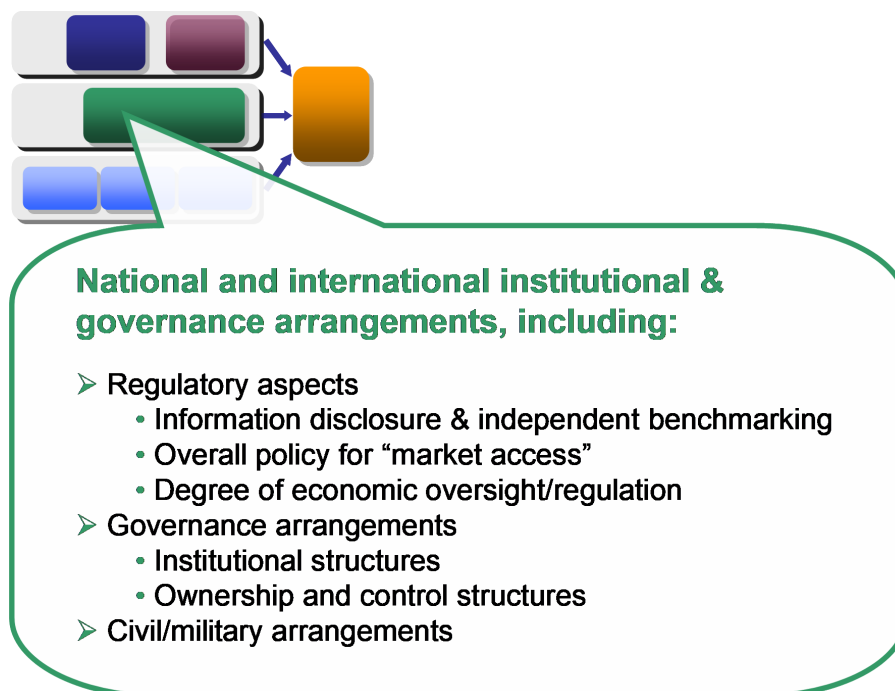 National and international institutional &
governance arrangements, including:
➢ Regulatory aspects
• Information disclosure & independent benchmarking
• Overall policy for “market access”
• Degree of economic oversight/regulation
➢ Governance arrangements
• Institutional structures
• Ownership and control structures
➢ Civil/military arrangements